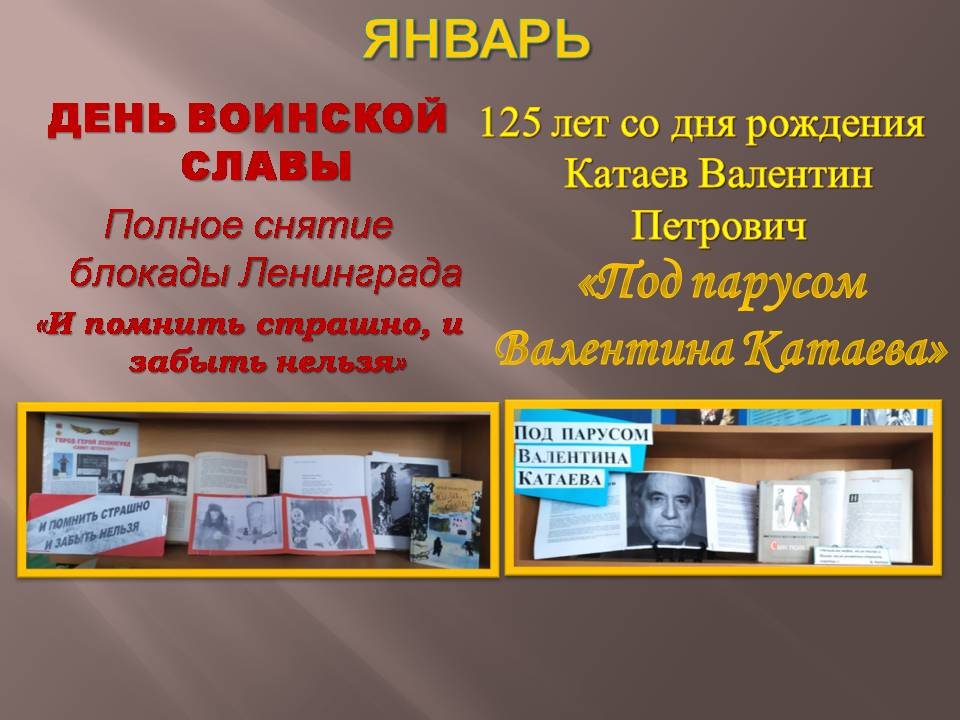 ЯНВАРЬ
ДЕНЬ ВОИНСКОЙ
СЛАВЫ
Полное снятие
блокады Ленинграда
«И помнить страшно, и
забыть нельзя»
125 лет со дня рождения
Катаев Валентин
Петрович
«Под парусом
Валентина Катаева»
ГОРОД-ГЕРОЙ ЛЕНИНГРАД
И ПОМНИТЬ СТРАШНО
И ЗАБЫТЬ НЕЛЬЗЯ
ПОД ПАРУСОМ
ВАЛЕНТИНА
КАТАЕВА